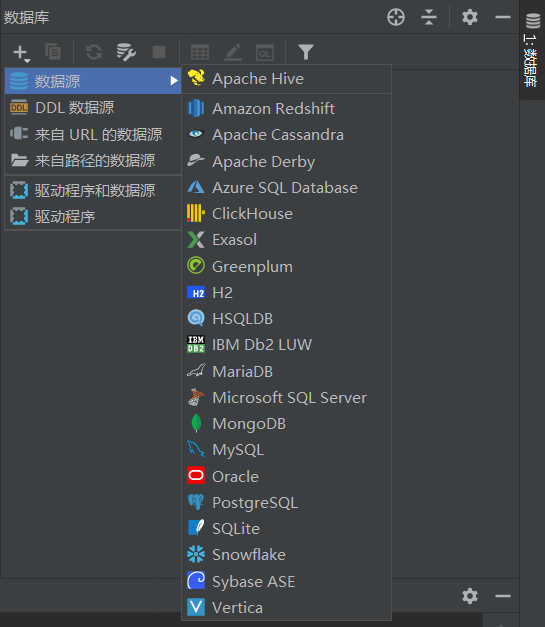 数据库
1: 数据库
数据源
DDL 数据源
来自 URL 的数据源
来自路径的数据源
驱动程序和数据源
驱动程序
Apache Hive
Amazon Redshift
Apache Cassandra
Apache Derby
Azure SQL Database
ClickHouse
Exasol
Greenplum
H2
HSQLDB
IBM Db2 LUW
MariaDB
Microsoft SQL Server
MongoDB
MySQL
Oracle
PostgreSQL
SQLite
Snowflake
Sybase ASE
Vertica